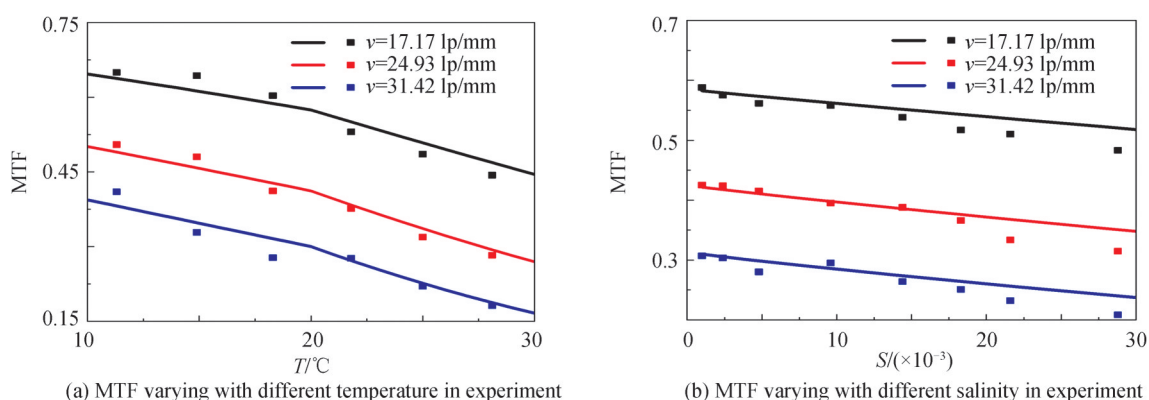 0.75
0.45
0.15
MTF
10
20
30
T/℃
v=17.17 lp/mm
v=24.93 lp/mm
v=31.42 lp/mm
(a) MTF varying with different temperature in experiment
0.7
0.5
0.3
MTF
0
10
20
30
S/(×10⁻³)
v=17.17 lp/mm
v=24.93 lp/mm
v=31.42 lp/mm
(b) MTF varying with different salinity in experiment